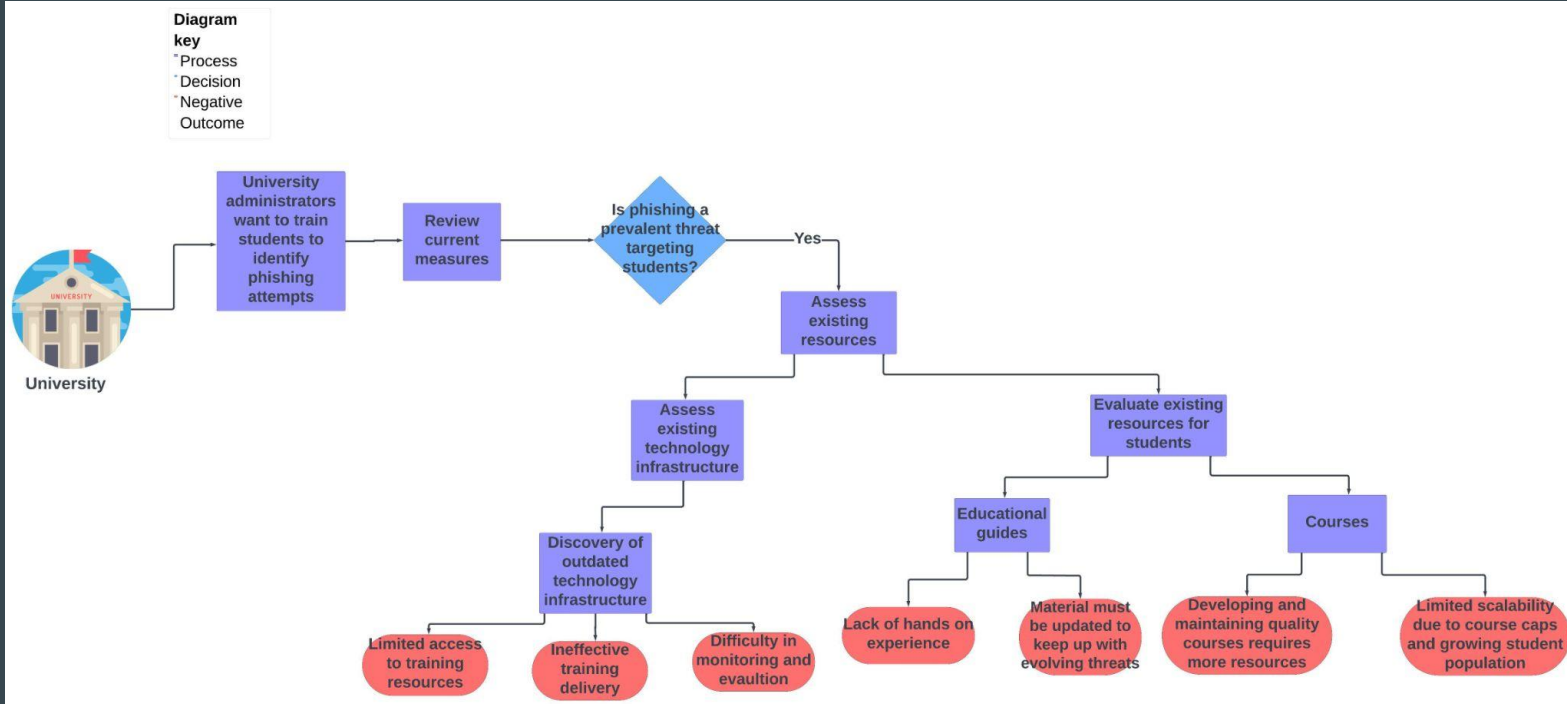 Diagram
key
Process
Decision
Negative
Outcome
University
administrators
want to train
students to
identify
phishing
attempts
Review
current
measures
Is phishing a
prevalent threat
targeting
students?
Yes
UNIVERSITY
University
Assess
existing
resources
Assess
existing
technology
infrastructure
Evaluate existing
resources for
students
Discovery of
outdated
technology
infrastructure
Educational
guides
Courses
Limited access
to training
resources
Ineffective
training
delivery
Difficulty in
monitoring and
evaultion
Lack of hands on
experience
Material must
be updated to
keep up with
evolving threats
Developing and
maintaining quality
courses requires
more resources
Limited scalability
due to course caps
and growing student
population